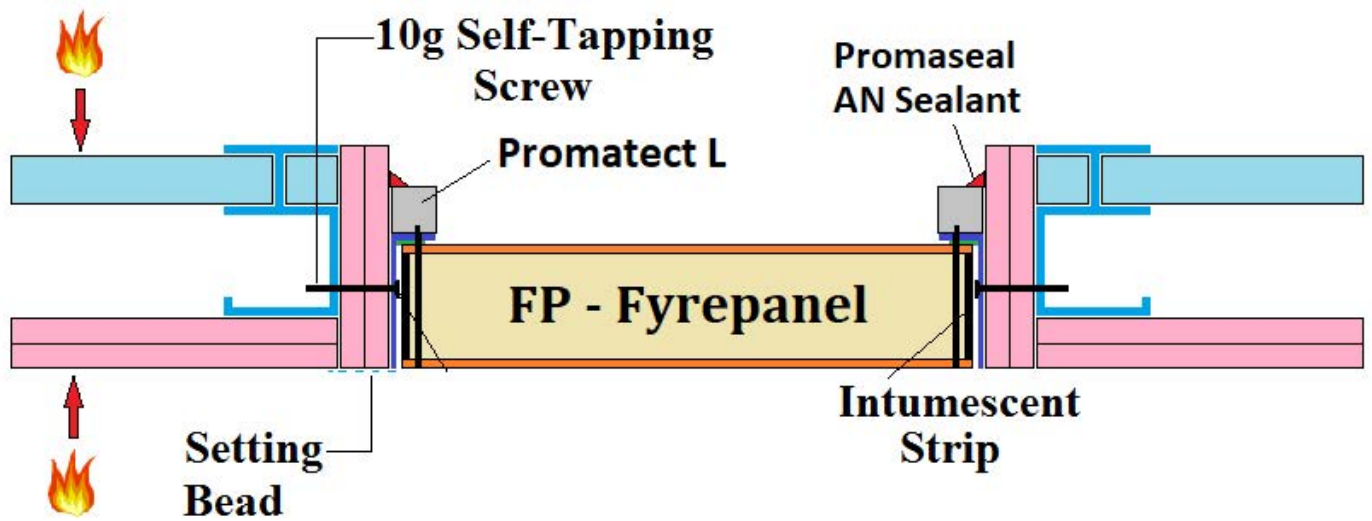 10g Self-Tapping
Screw
Promaseal
AN Sealant
Promatect L
FP - Fyrepanel
Intumescent
Strip
Setting
Bead